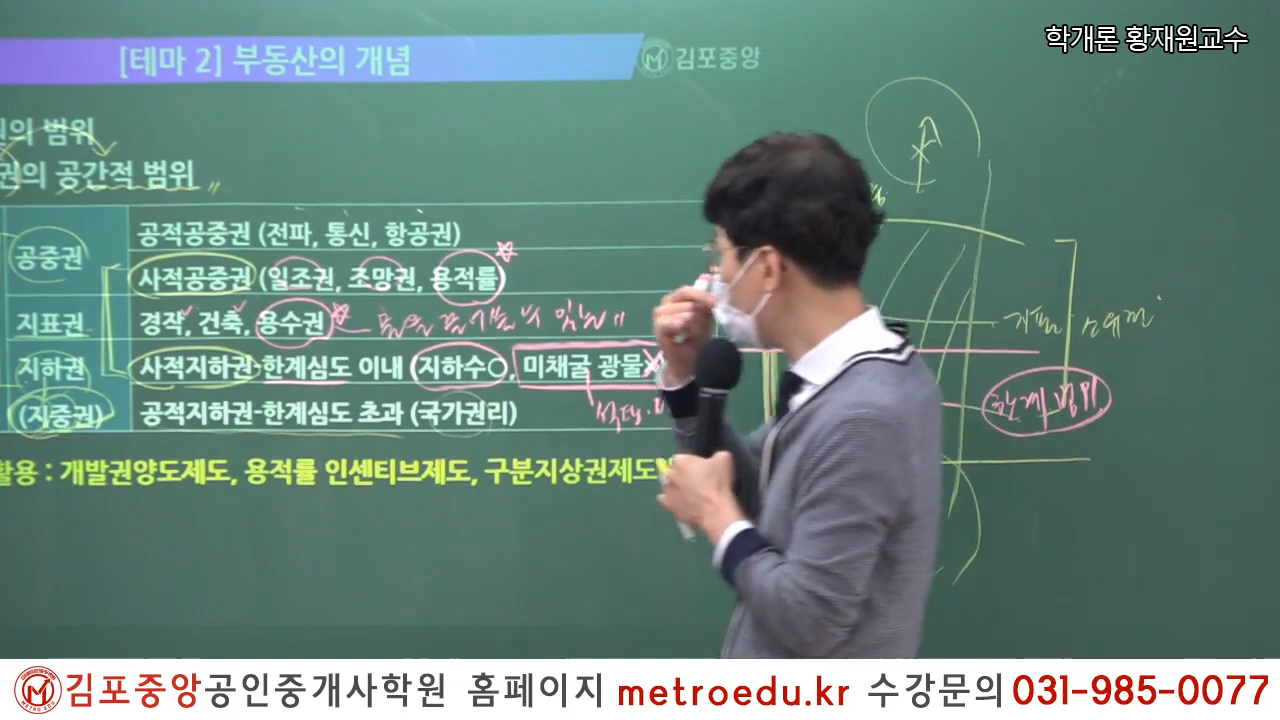 학개론 황재원교수
[테마 2] 부동산의 개념
김포중앙
의 범위
권의 공간적 범위
공중권
공적공중권 (전파, 통신, 항공권)
사적공중권 (일조권, 조망권, 용적률)
지표권
경작, 건축, 용수권
지하권
(지중권)
사적지하권-한계심도 이내 (지하수○, 미채굴 광물×
공적지하권-한계심도 초과 (국가권리)
활용 : 개발권양도제도, 용적률 인센티브제도, 구분지상권제도
범위
김포중앙공인중개사학원 홈페이지 metroedu.kr 수강문의 031-985-0077